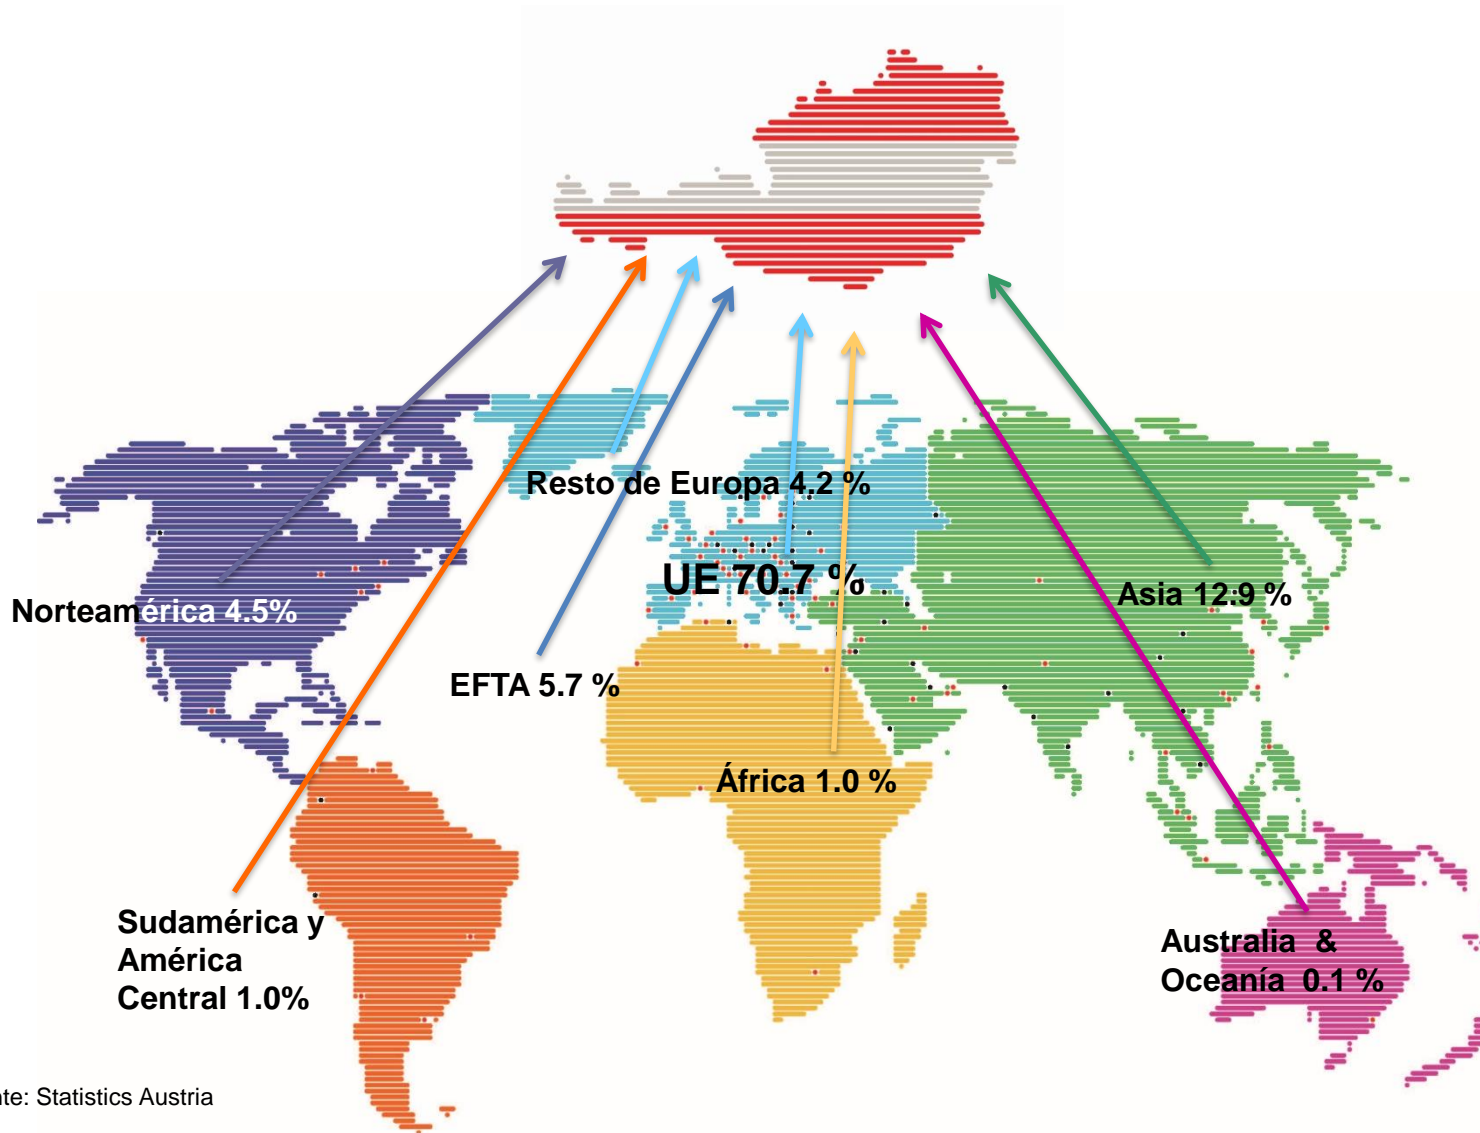 Resto de Europa 4.2 %
UE 70.7 %
Asia 12.9 %
Norteamérica 4.5%
EFTA 5.7 %
África 1.0 %
Sudamérica y
América
Central 1.0%
Australia &
Oceanía 0.1 %
nte: Statistics Austria